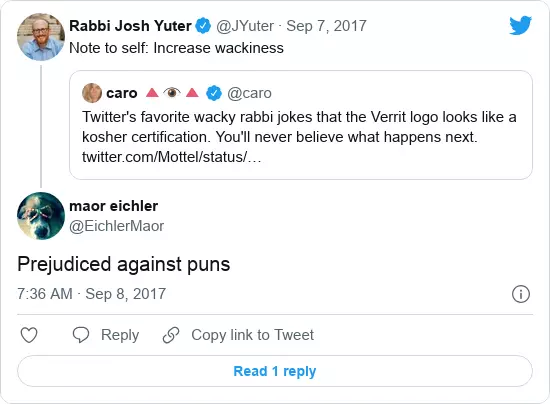 Rabbi Josh Yuter @JYuter · Sep 7, 2017
Note to self: Increase wackiness
caro 🔺👁🔺 @caro
Twitter's favorite wacky rabbi jokes that the Verrit logo looks like a
kosher certification. You'll never believe what happens next.
twitter.com/Mottel/status/…
maor eichler
@EichlerMaor
Prejudiced against puns
7:36 AM · Sep 8, 2017
Reply Copy link to Tweet
Read 1 reply